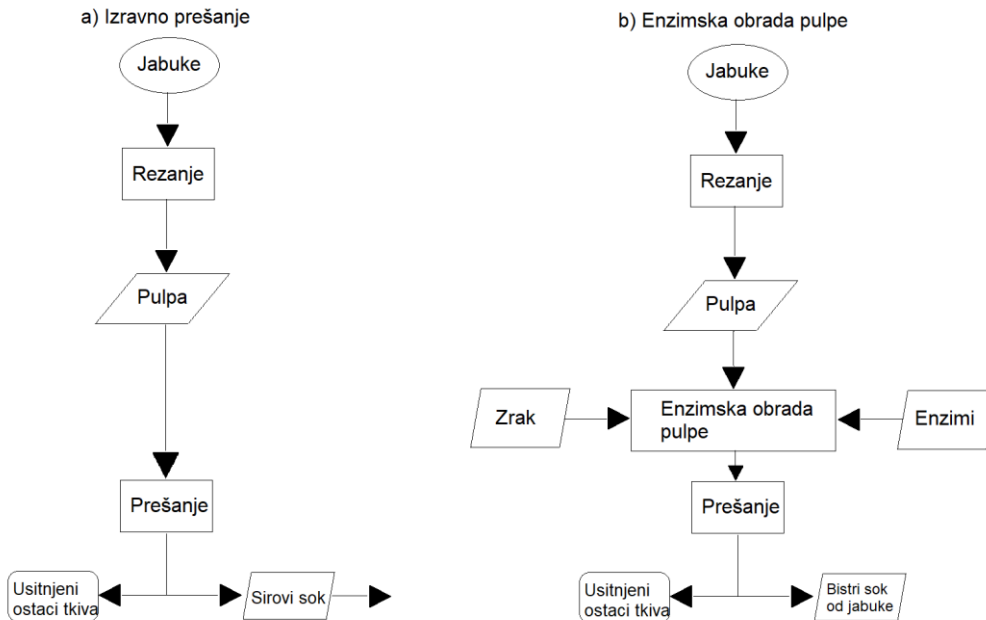 a) Izravno prešanje
Jabuke
Rezanje
Pulpa
Prešanje
Usitnjeni
ostaci tkiva
Sirovi sok
b) Enzimska obrada pulpe
Jabuke
Rezanje
Pulpa
Zrak
Enzimska obrada
pulpe
Enzimi
Prešanje
Usitnjeni
ostaci tkiva
Bistri sok
od jabuke